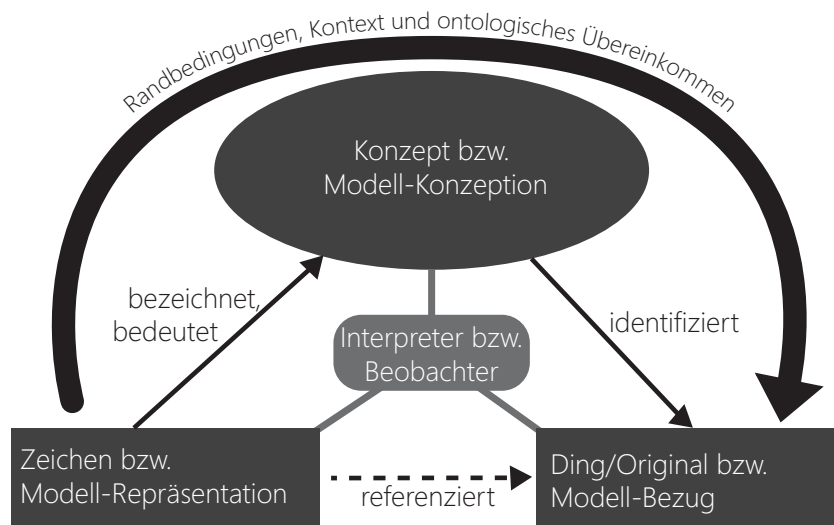 Randbedingungen, Kontext und ontologisches Übereinkommen
Konzept bzw.
Modell-Konzeption
bezeichnet,
bedeutet
identifiziert
Interpreter bzw.
Beobachter
Zeichen bzw.
Modell-Repräsentation
referenziert
Ding/Original bzw.
Modell-Bezug